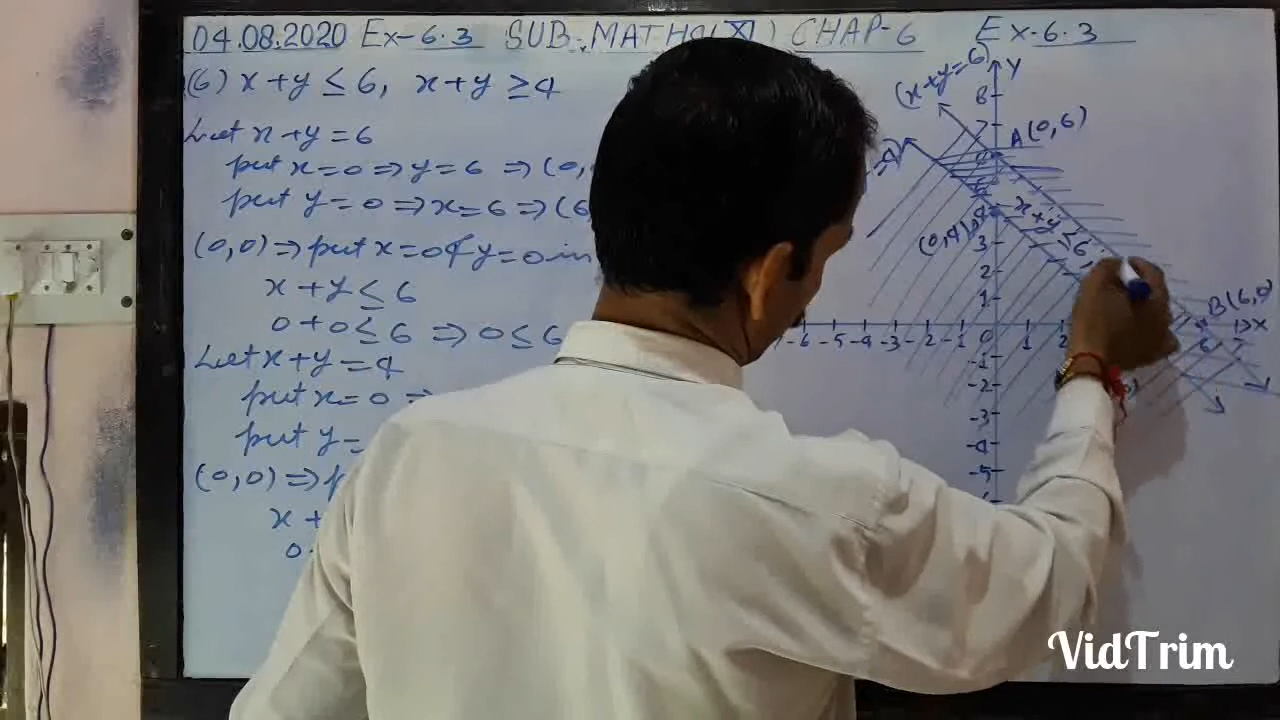 04.08.2020 Ex-6.3 SUB. MATHS(XI) CHAP-6 Ex-6.3
(6) x+y ≤ 6, x+y ≥ 4
Let x+y=6
put x=0 ⇒ y=6 ⇒ (0,
put y=0 ⇒ x=6 ⇒ (6,
(0,0) ⇒ put x=0 & y=0 in
x+y ≤ 6
0+0 ≤ 6 ⇒ 0 ≤ 6
Let x+y=4
put x=0 ⇒
put y=
(0,0) ⇒ p
x+
0
(x+y=6)
Y
8
7
A(0,6)
6
5
4
(0,4)
x+y≤6
3
2
1
B(6,0)
-6 -5 -4 -3 -2 -1 0 1 2 6 7 X
-1
-2
-3
-4
-5
VidTrim